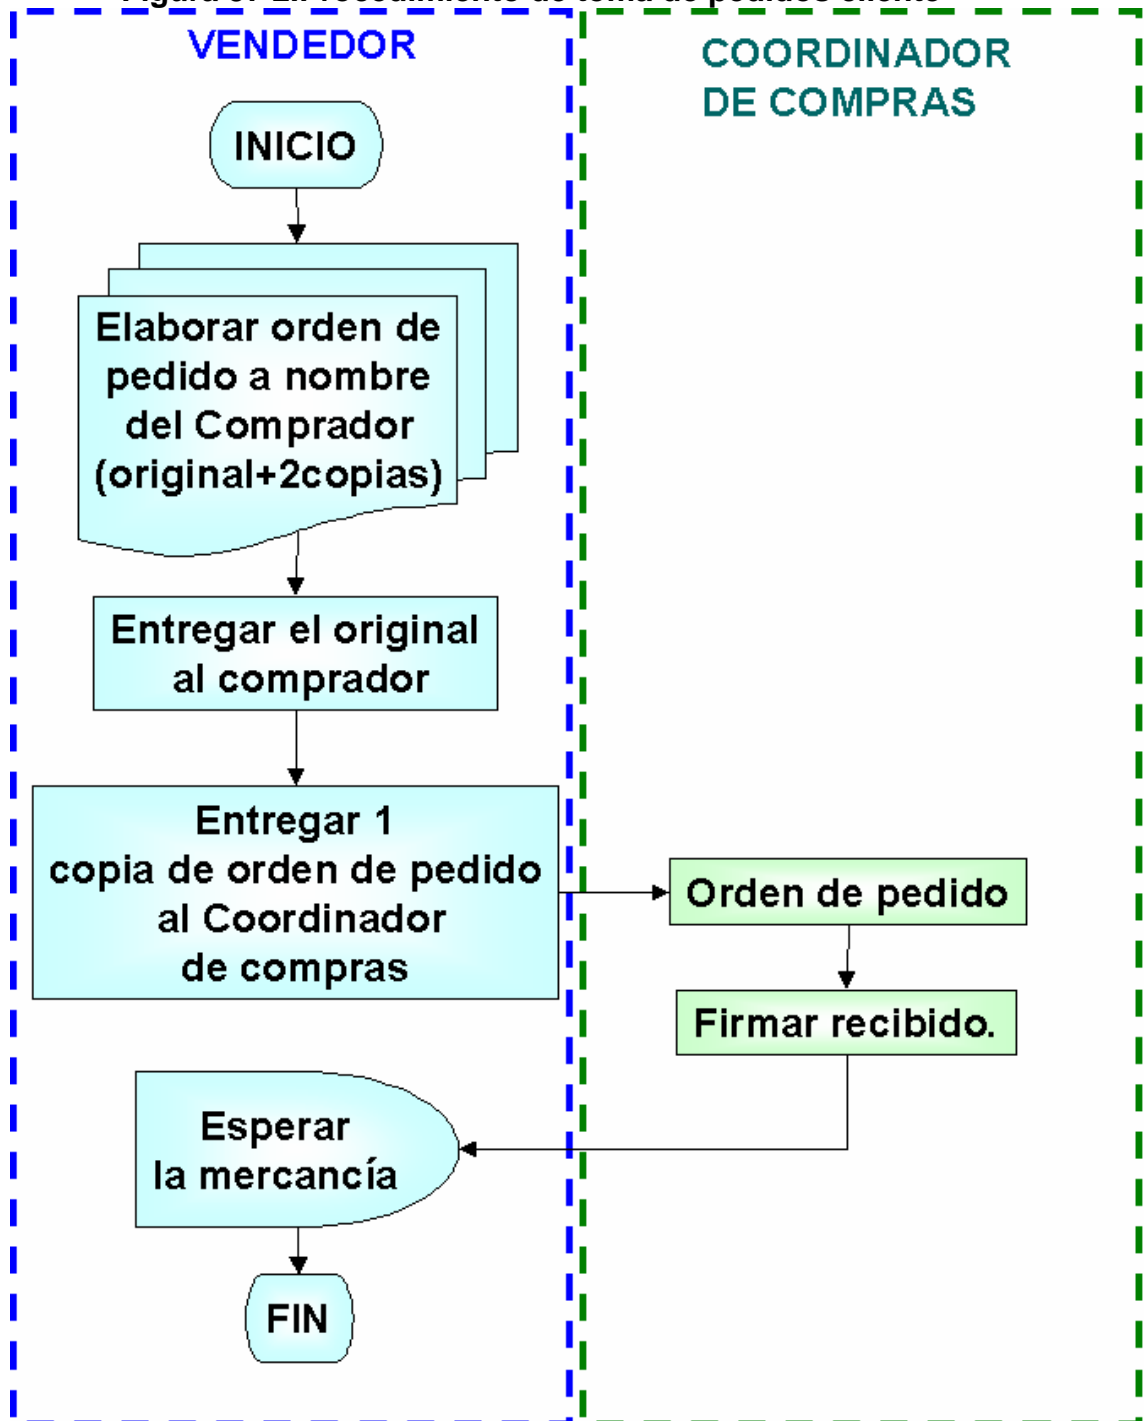 VENDEDOR
COORDINADOR
DE COMPRAS
INICIO
Elaborar orden de
pedido a nombre
del Comprador
(original+2copias)
Entregar el original
al comprador
Entregar 1
copia de orden de pedido
al Coordinador
de compras
Orden de pedido
Firmar recibido.
Esperar
la mercancía
FIN